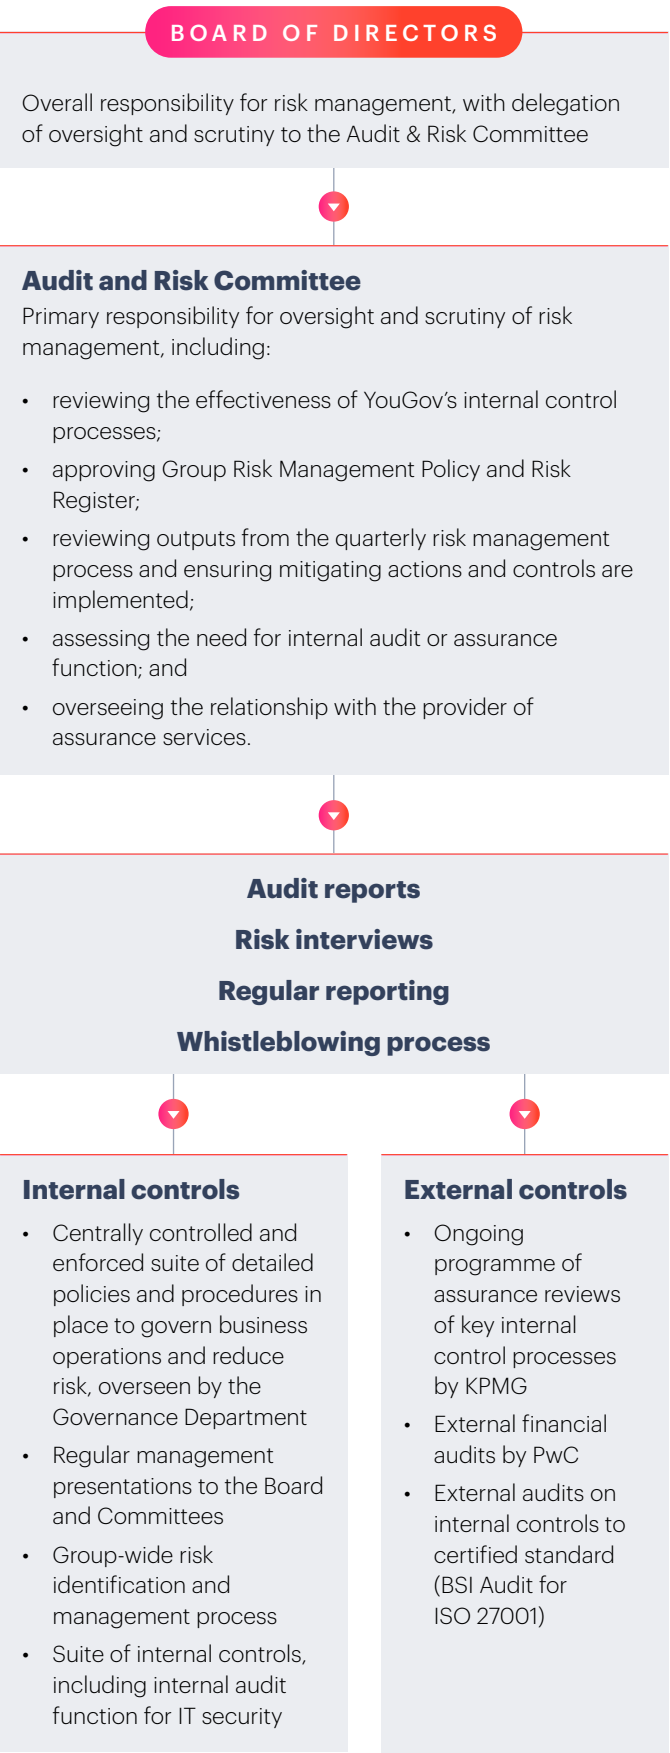 BOARD OF DIRECTORS
Overall responsibility for risk management, with delegation
of oversight and scrutiny to the Audit & Risk Committee
Audit and Risk Committee
Primary responsibility for oversight and scrutiny of risk
management, including:
• reviewing the effectiveness of YouGov's internal control
processes;
• approving Group Risk Management Policy and Risk
Register;
• reviewing outputs from the quarterly risk management
process and ensuring mitigating actions and controls are
implemented;
• assessing the need for internal audit or assurance
function; and
• overseeing the relationship with the provider of
assurance services.
Audit reports
Risk interviews
Regular reporting
Whistleblowing process
Internal controls
• Centrally controlled and
enforced suite of detailed
policies and procedures in
place to govern business
operations and reduce
risk, overseen by the
Governance Department
• Regular management
presentations to the Board
and Committees
• Group-wide risk
identification and
management process
• Suite of internal controls,
including internal audit
function for IT security
External controls
• Ongoing
programme of
assurance reviews
of key internal
control processes
by KPMG
• External financial
audits by PwC
• External audits on
internal controls to
certified standard
(BSI Audit for
ISO 27001)